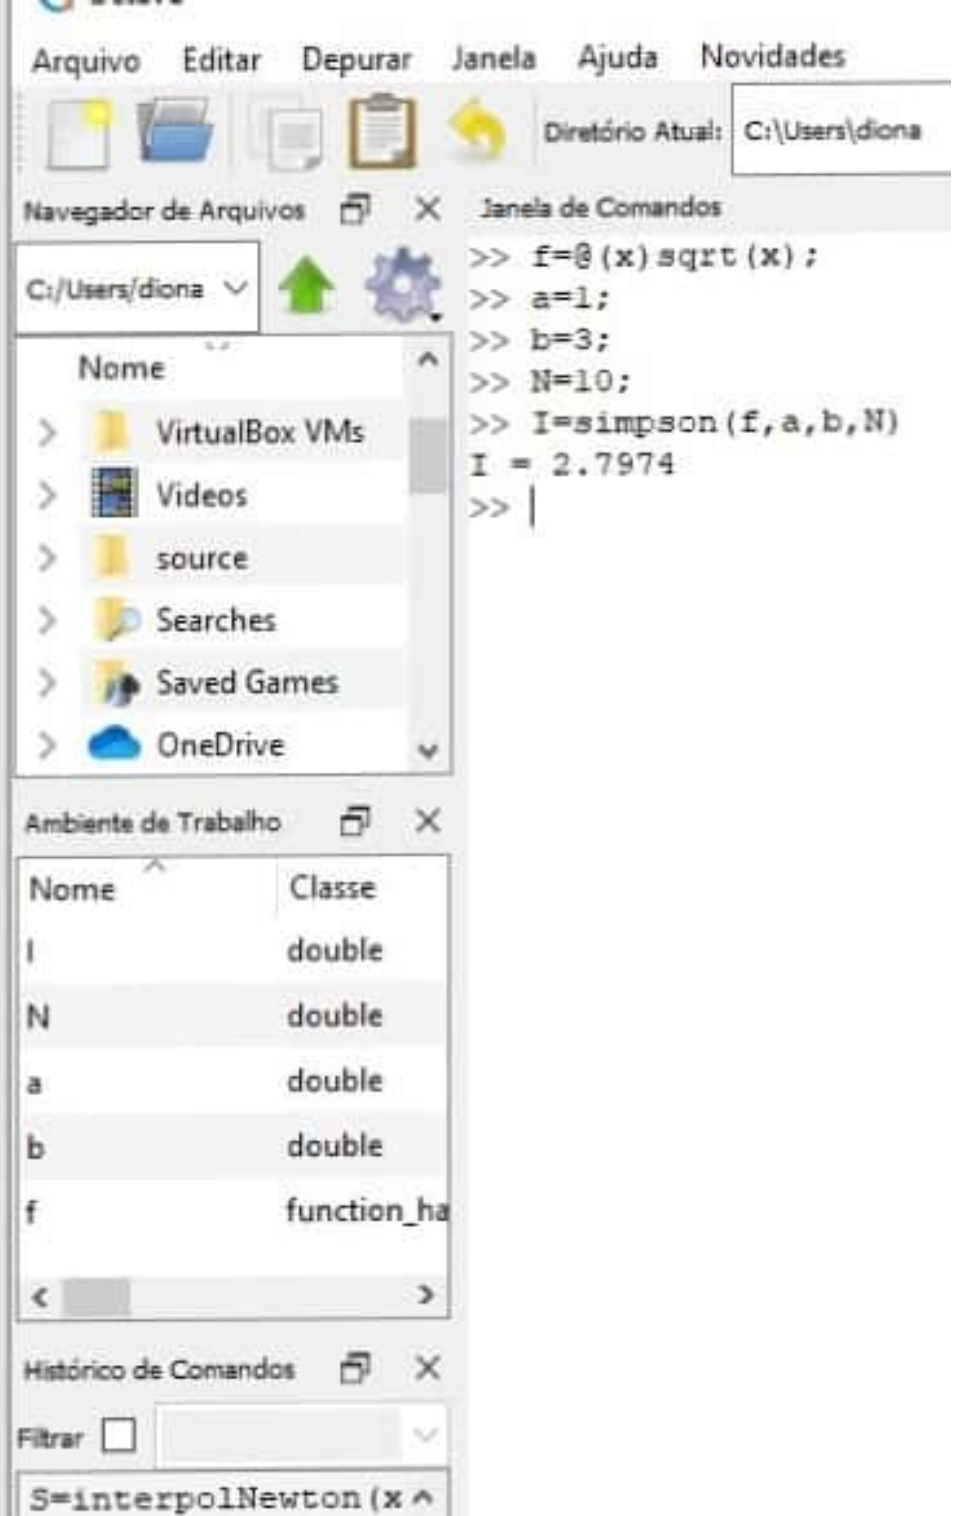 Arquivo Editar Depurar Janela Ajuda Novidades
Diretório Atual: C:\Users\diona
Navegador de Arquivos
C:/Users/diona
Nome
VirtualBox VMs
Videos
source
Searches
Saved Games
OneDrive
Ambiente de Trabalho
Nome Classe
I double
N double
a double
b double
f function_ha
Histórico de Comandos
Filtrar
S=interpolNewton(x
Janela de Comandos
>> f=@(x)sqrt(x);
>> a=1;
>> b=3;
>> N=10;
>> I=simpson(f,a,b,N)
I = 2.7974
>>